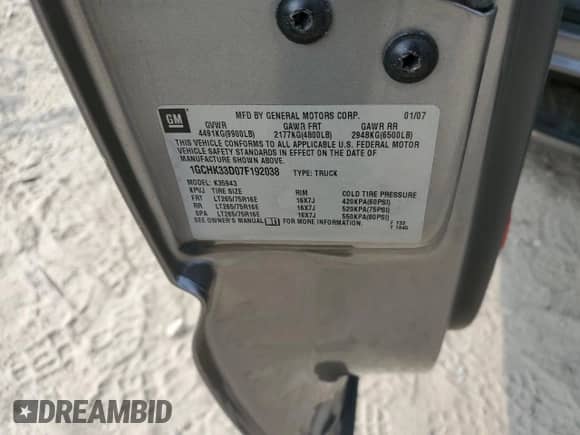 GM
MFD BY GENERAL MOTORS CORP. 01/07
GVWR GAWR FRT GAWR RR
4491KG(9900LB) 2177KG(4800LB) 2948KG(6500LB)
THIS VEHICLE CONFORMS TO ALL APPLICABLE U.S. FEDERAL MOTOR
VEHICLE SAFETY STANDARDS IN EFFECT ON THE DATE OF
MANUFACTURE SHOWN ABOVE.
1GCHK33D07F192038 TYPE: TRUCK
MODEL: K35943
KPVJ TIRE SIZE RIM COLD TIRE PRESSURE
FRT LT265/75R16E 16X7J 420KPA(60PSI)
RR LT265/75R16E 16X7J 520KPA(75PSI)
SPA LT265/75R16E 16X7J 550KPA(80PSI)
SEE OWNER'S MANUAL FOR MORE INFORMATION.
DREAMBID